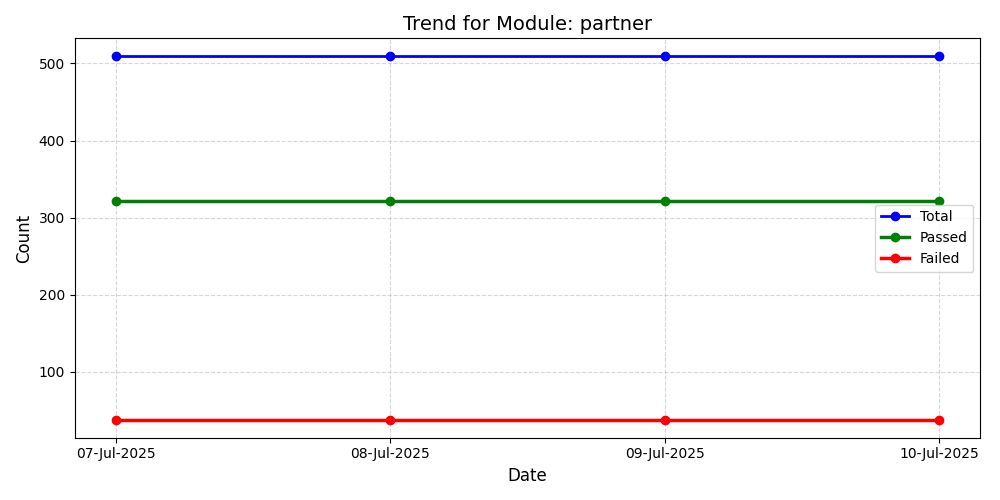 Trend for Module: partner
500
400
300
200
100
Count
Total
Passed
Failed
07-Jul-2025
08-Jul-2025
09-Jul-2025
10-Jul-2025
Date